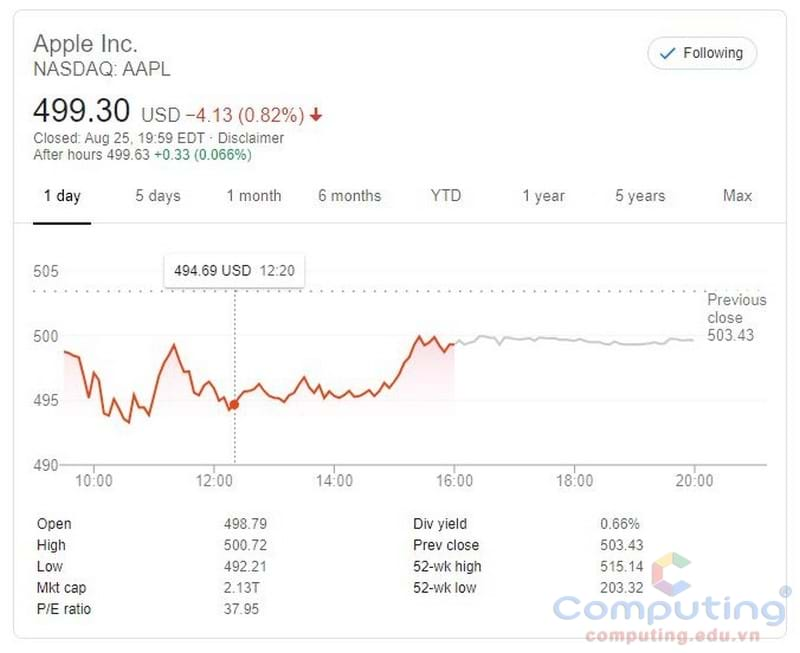 Apple Inc.
NASDAQ: AAPL
Following
499.30 USD −4.13 (0.82%)
Closed: Aug 25, 19:59 EDT · Disclaimer
After hours 499.63 +0.33 (0.066%)
1 day 5 days 1 month 6 months YTD 1 year 5 years Max
494.69 USD 12:20
505
500
495
490
Previous
close
503.43
10:00 12:00 14:00 16:00 18:00 20:00
Open 498.79 Div yield 0.66%
High 500.72 Prev close 503.43
Low 492.21 52-wk high 515.14
Mkt cap 2.13T 52-wk low 203.32
P/E ratio 37.95
Computing®
computing.edu.vn